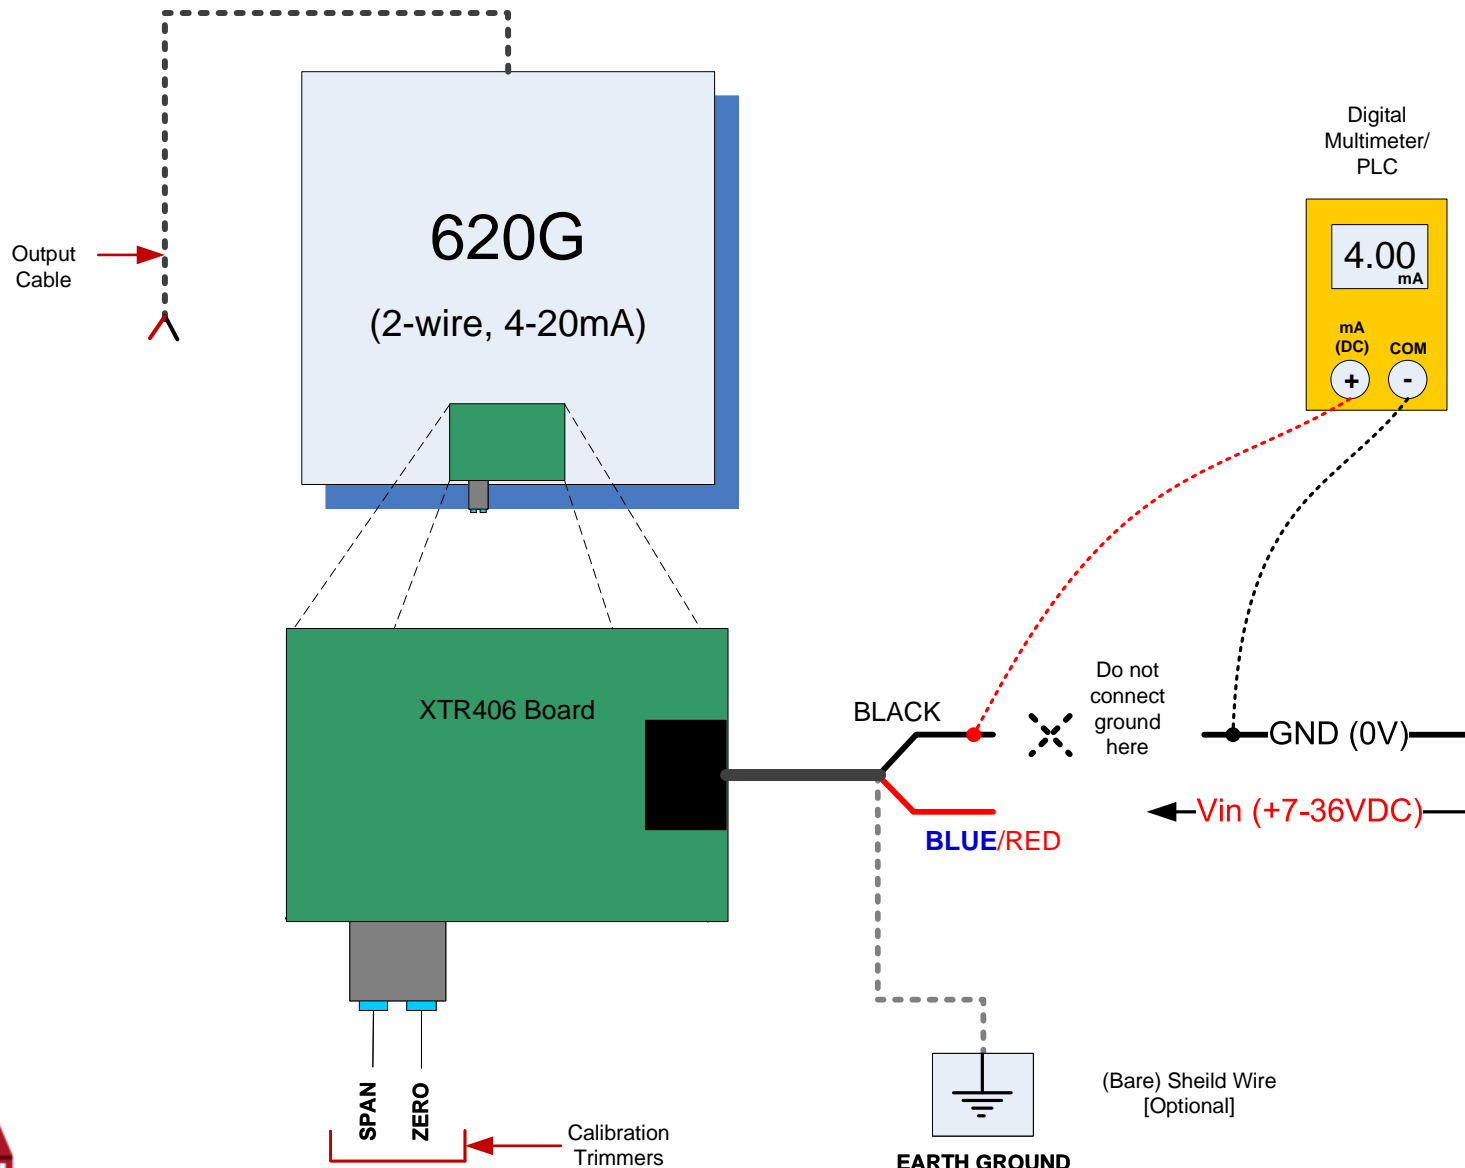 Output
Cable
620G
(2-wire, 4-20mA)
Digital
Multimeter/
PLC
4.00
mA
mA
(DC)
COM
+
-
XTR406 Board
BLACK
Do not
connect
ground
here
GND (0V)
Vin (+7-36VDC)
BLUE/RED
SPAN
ZERO
Calibration
Trimmers
(Bare) Sheild Wire
[Optional]
EARTH GROUND